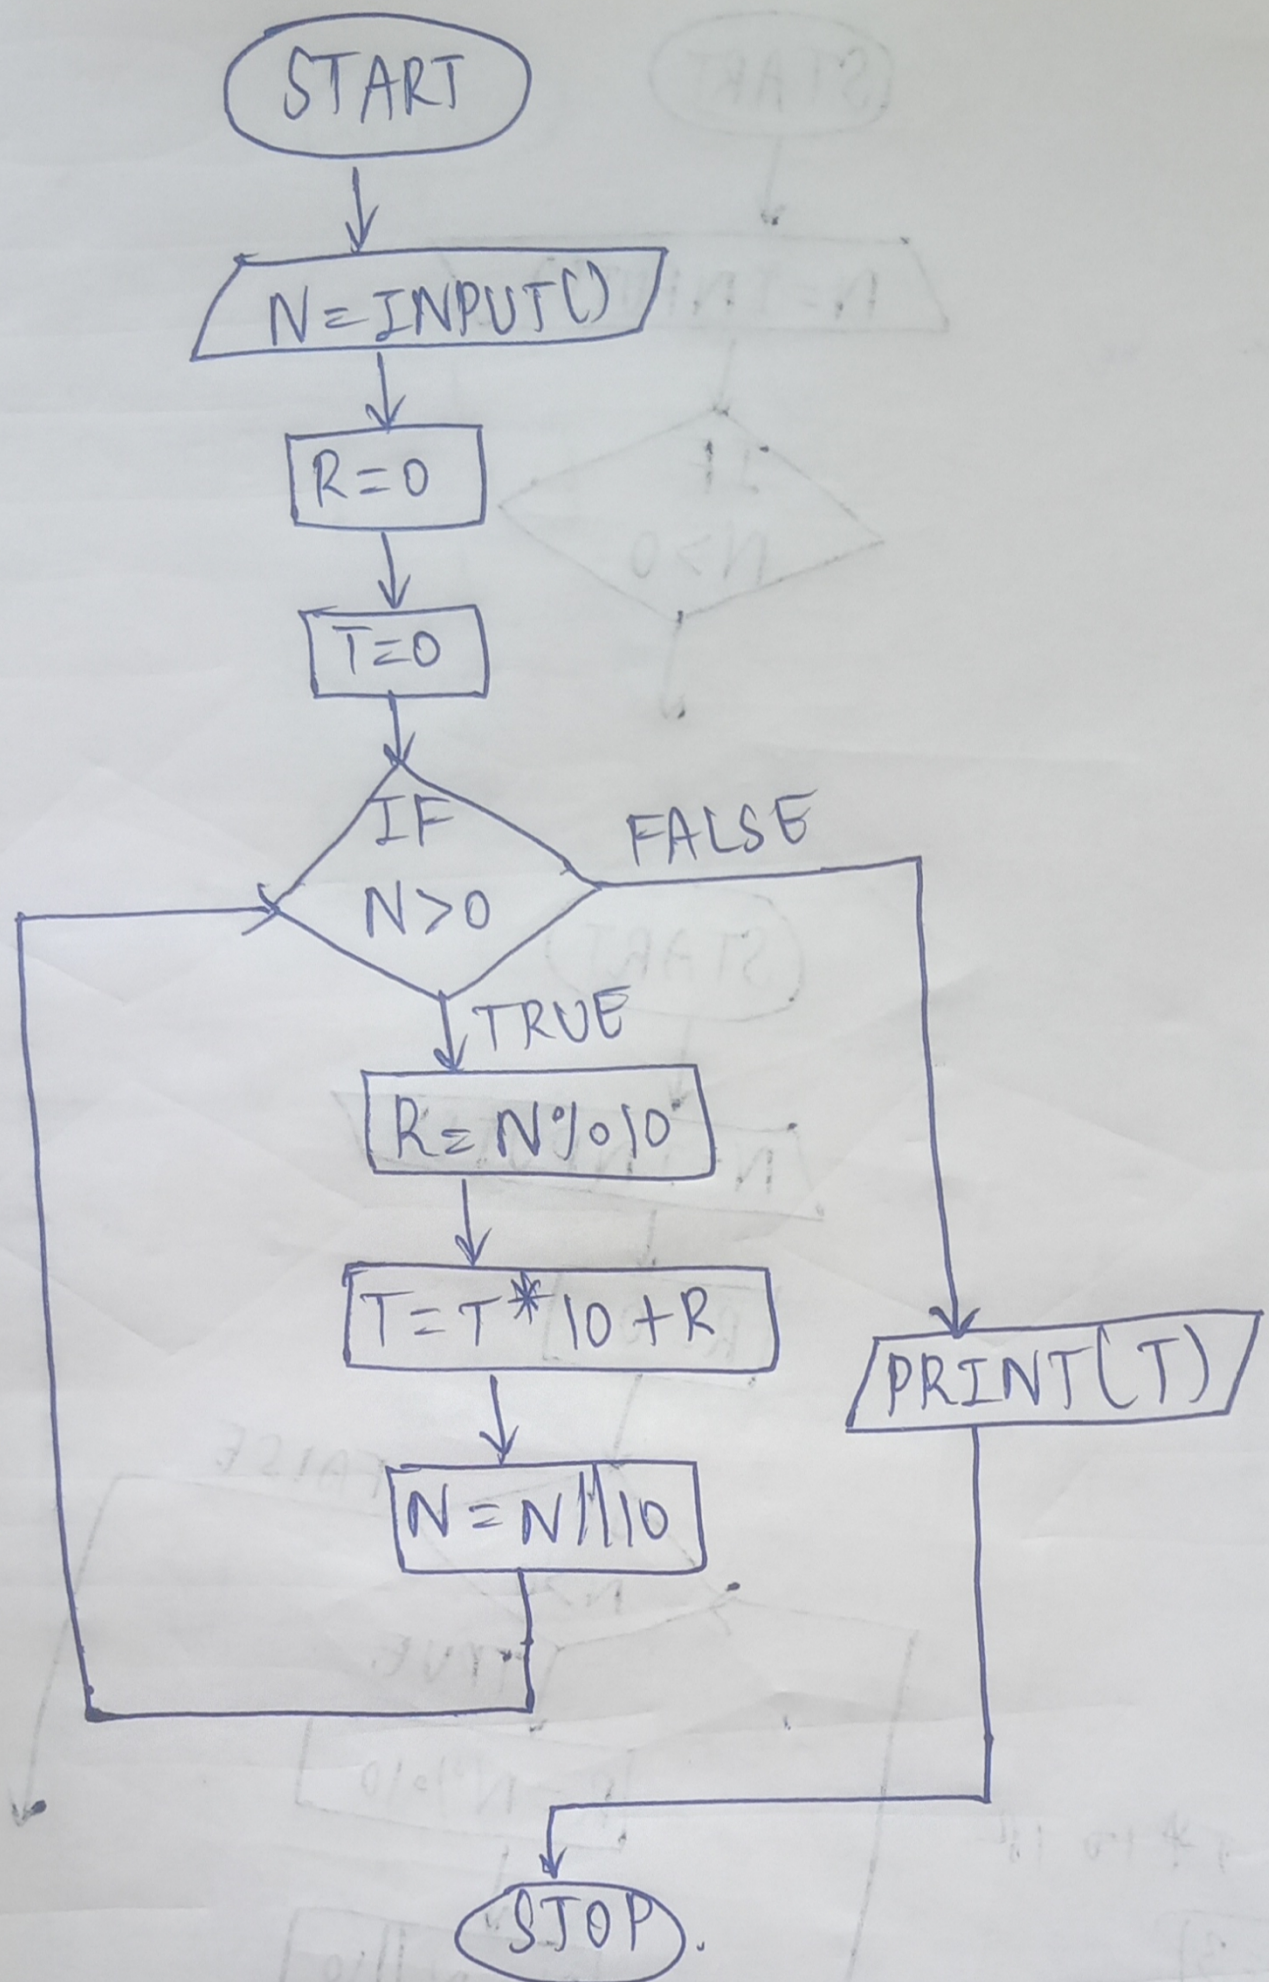 START
N=INPUT()
R=0
T=0
IF
N>0
FALSE
TRUE
R=N%10
T=T*10+R
PRINT(T)
N=N//10
STOP.